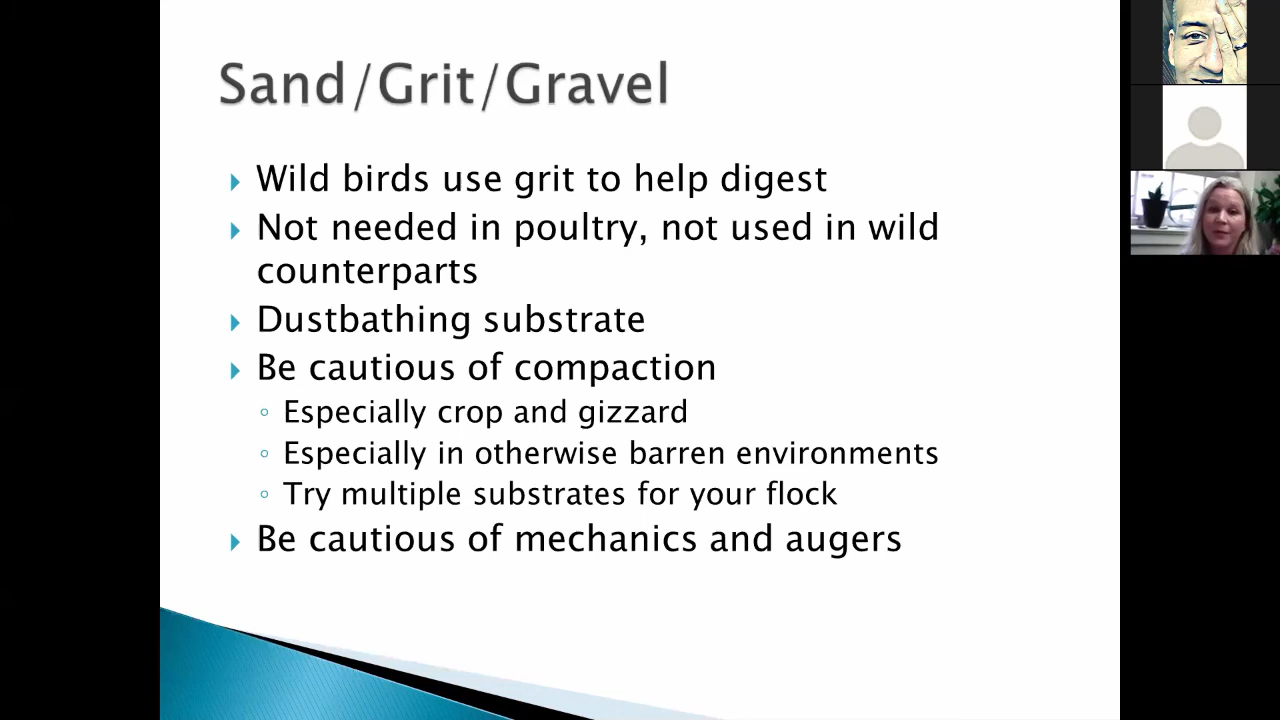 Sand/Grit/Gravel
Wild birds use grit to help digest
Not needed in poultry, not used in wild
counterparts
Dustbathing substrate
Be cautious of compaction
Especially crop and gizzard
Especially in otherwise barren environments
Try multiple substrates for your flock
Be cautious of mechanics and augers